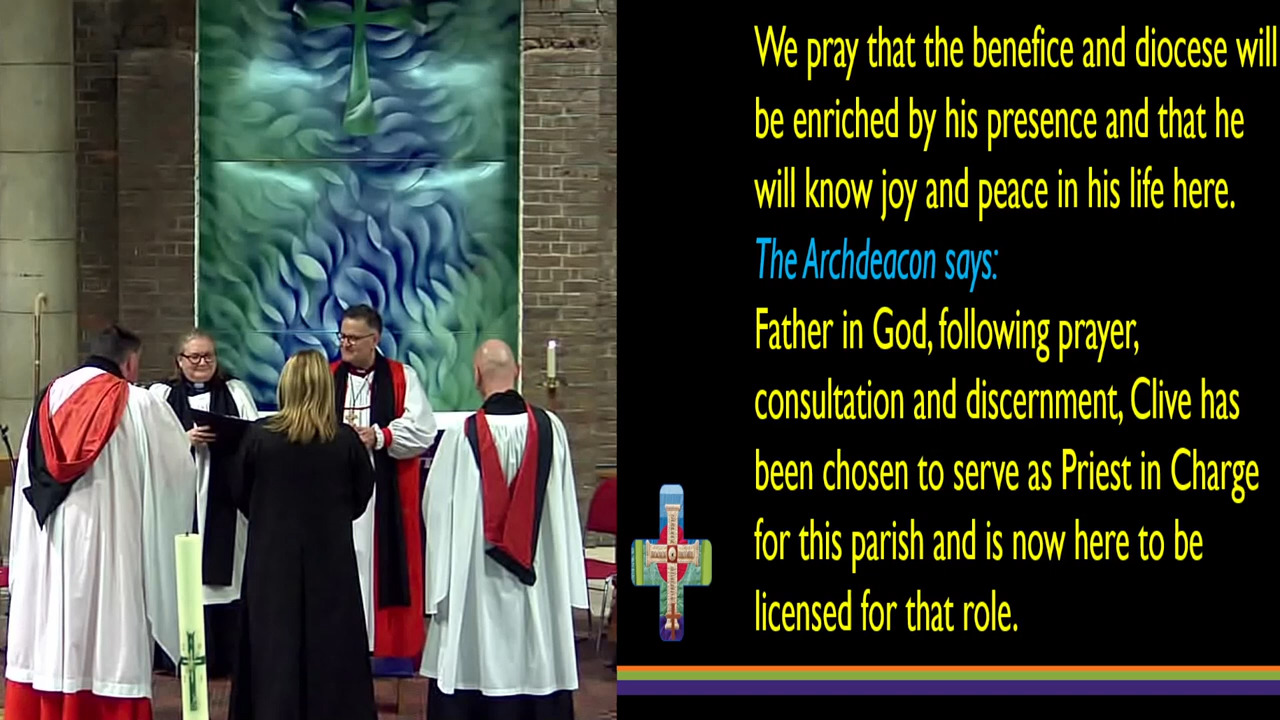 We pray that the benefice and diocese will
be enriched by his presence and that he
will know joy and peace in his life here.
The Archdeacon says:
Father in God, following prayer,
consultation and discernment, Clive has
been chosen to serve as Priest in Charge
for this parish and is now here to be
licensed for that role.